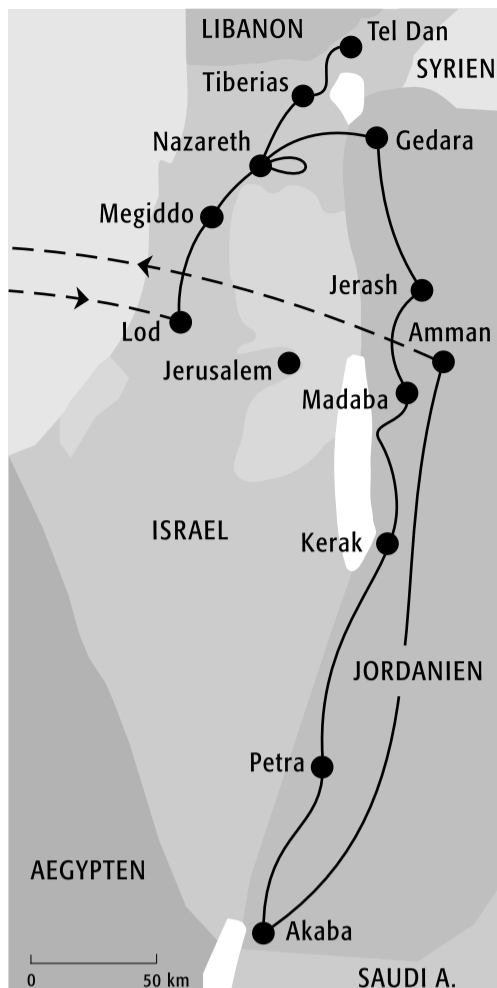 LIBANON
Tel Dan
SYRIEN
Tiberias
Nazareth
Gedara
Megiddo
Jerash
Lod
Amman
Jerusalem
Madaba
ISRAEL
Kerak
JORDANIEN
Petra
AEGYPTEN
Akaba
0 50 km
SAUDI A.